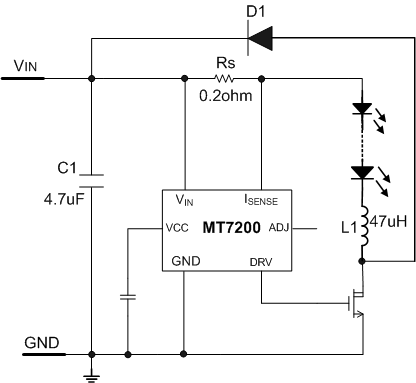 D1
VIN
Rs
0.2ohm
C1
4.7uF
VIN
ISENSE
VCC
MT7200
ADJ
GND
DRV
L1
47uH
GND